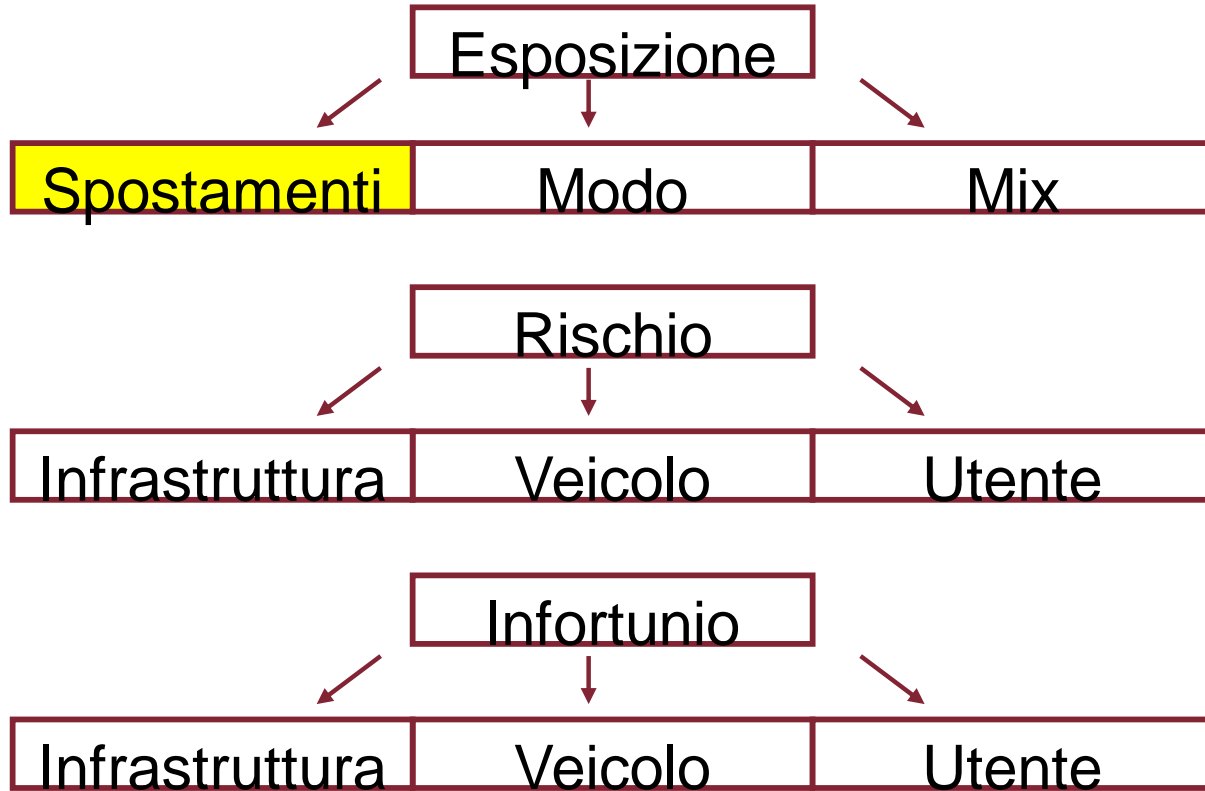 Esposizione
Spostamenti Modo Mix
Rischio
Infrastruttura Veicolo Utente
Infortunio
Infrastruttura Veicolo Utente